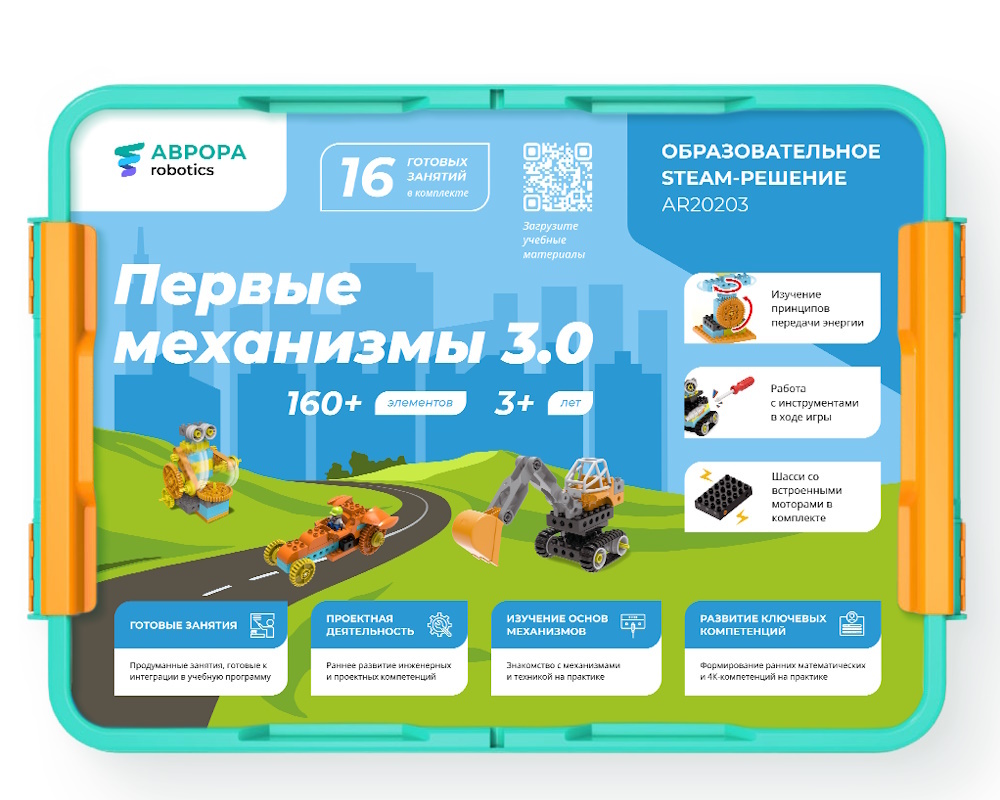 АВРОРА
robotics
16
ГОТОВЫХ
ЗАНЯТИЙ
в комплекте
Загрузите
учебные
материалы
ОБРАЗОВАТЕЛЬНОЕ
STEAM-РЕШЕНИЕ
AR20203
Первые
механизмы 3.0
160+ элементов 3+ лет
Изучение
принципов
передачи энергии
Работа
с инструментами
в ходе игры
Шасси со
встроенными
моторами в
комплекте
ГОТОВЫЕ ЗАНЯТИЯ
Продуманные занятия, готовые к
интеграции в учебную программу
ПРОЕКТНАЯ
ДЕЯТЕЛЬНОСТЬ
Раннее развитие инженерных
и проектных компетенций
ИЗУЧЕНИЕ ОСНОВ
МЕХАНИЗМОВ
Знакомство с механизмами
и техникой на практике
РАЗВИТИЕ КЛЮЧЕВЫХ
КОМПЕТЕНЦИЙ
Формирование ранних математических
и 4К-компетенций на практике